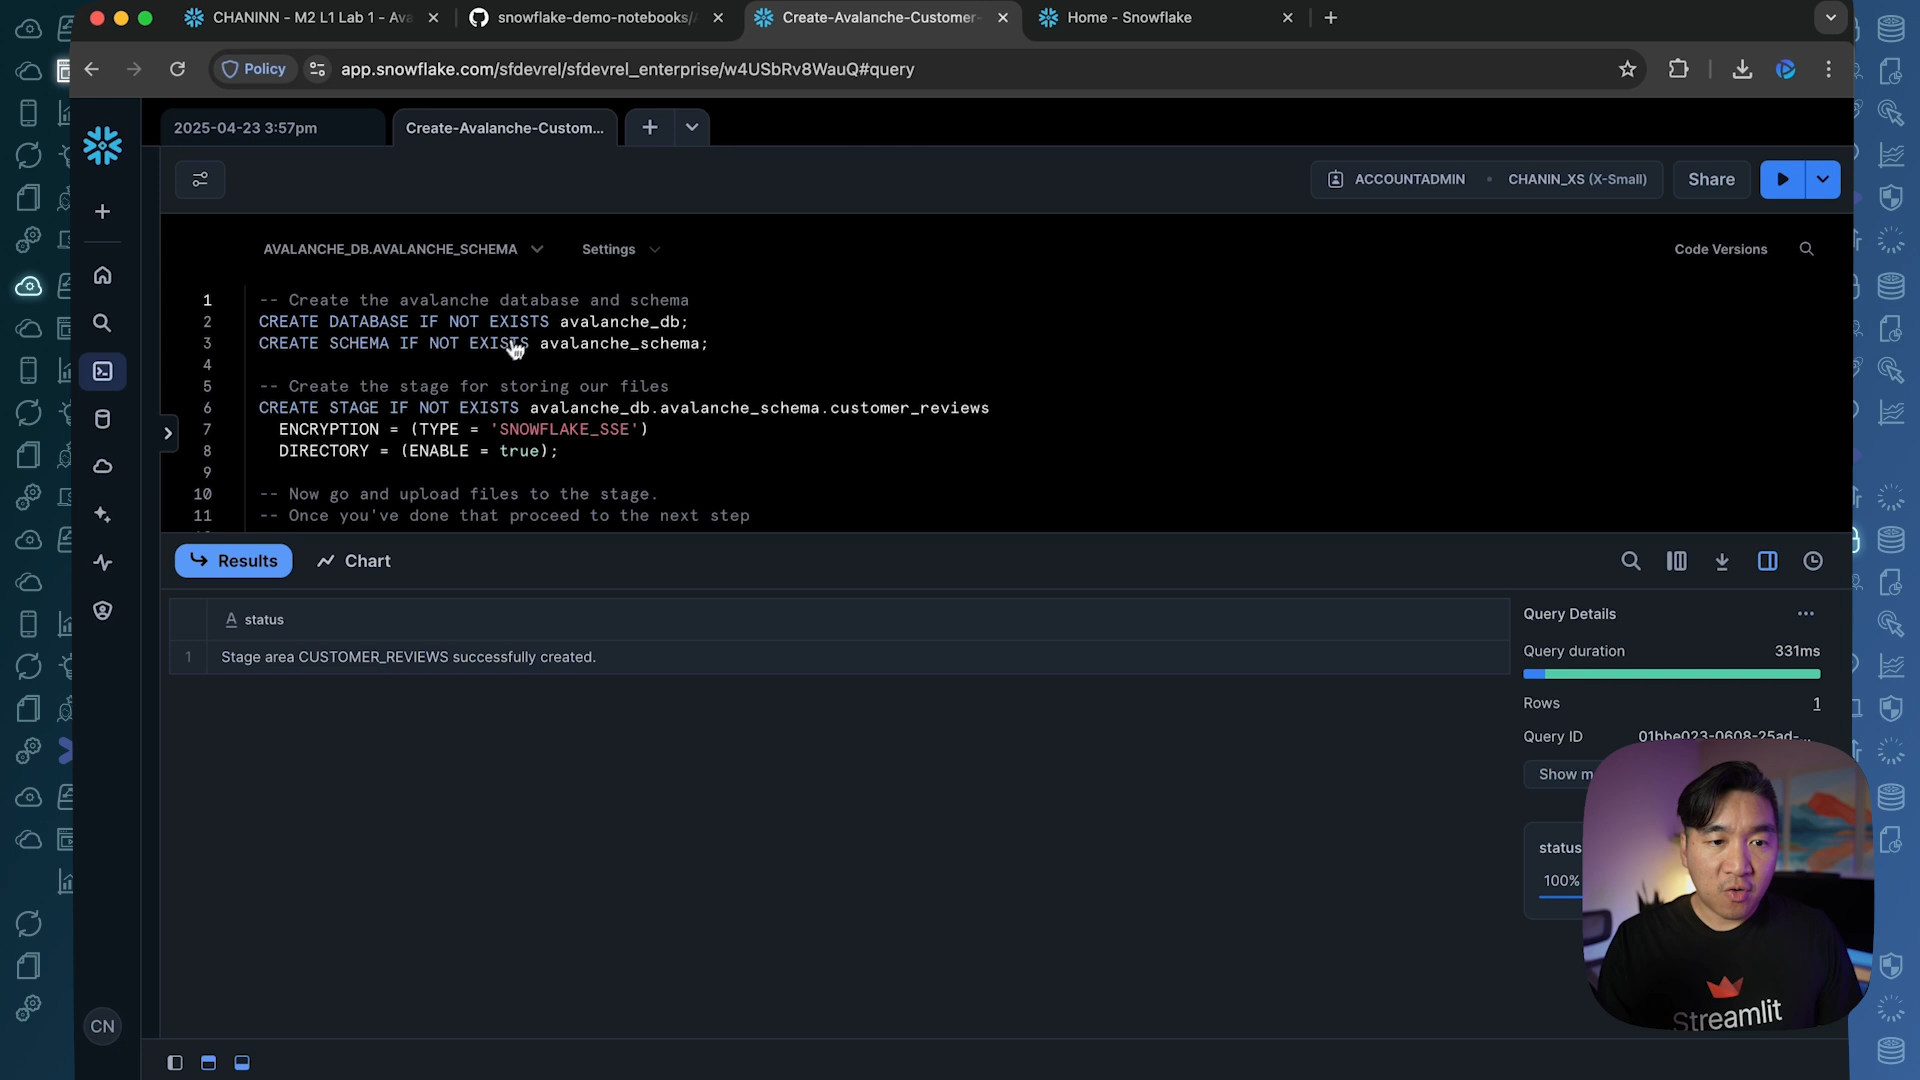 CHANINN - M2 L1 Lab 1 - Ava
snowflake-demo-notebooks/
Create-Avalanche-Customer-
Home - Snowflake
Policy
app.snowflake.com/sfdevrel/sfdevrel_enterprise/w4USbRv8WauQ#query
2025-04-23 3:57pm
Create-Avalanche-Custom...
ACCOUNTADMIN
CHANIN_XS (X-Small)
Share
AVALANCHE_DB.AVALANCHE_SCHEMA
Settings
Code Versions
1 -- Create the avalanche database and schema
2 CREATE DATABASE IF NOT EXISTS avalanche_db;
3 CREATE SCHEMA IF NOT EXISTS avalanche_schema;
4
5 -- Create the stage for storing our files
6 CREATE STAGE IF NOT EXISTS avalanche_db.avalanche_schema.customer_reviews
7 ENCRYPTION = (TYPE = 'SNOWFLAKE_SSE')
8 DIRECTORY = (ENABLE = true);
9
10 -- Now go and upload files to the stage.
11 -- Once you've done that proceed to the next step
Results
Chart
status
1 Stage area CUSTOMER_REVIEWS successfully created.
Query Details
Query duration 331ms
Rows 1
Query ID 01bbe023-0608-25ad-...
Show m
status
100%
CN
Streamlit